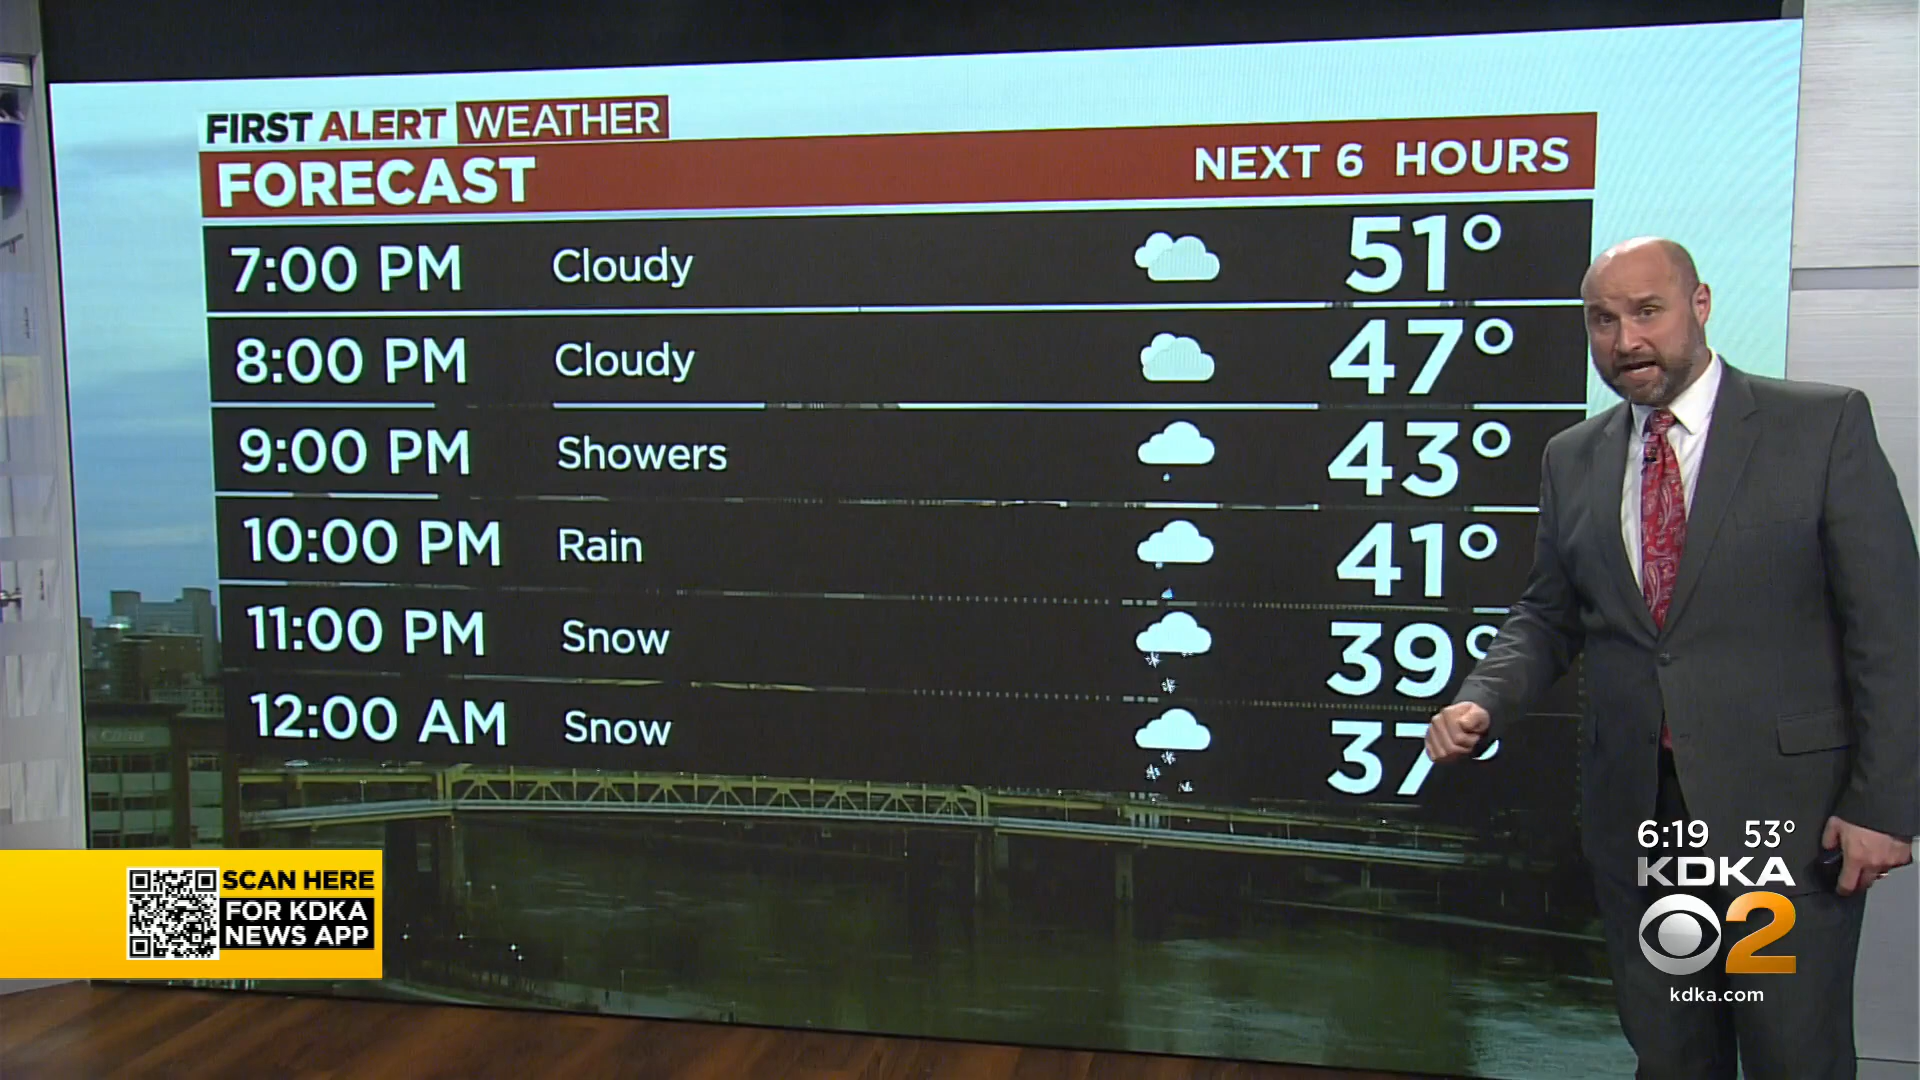 FIRST ALERT WEATHER
FORECAST NEXT 6 HOURS
7:00 PM Cloudy 51°
8:00 PM Cloudy 47°
9:00 PM Showers 43°
10:00 PM Rain 41°
11:00 PM Snow 39°
12:00 AM Snow 37°
SCAN HERE
FOR KDKA
NEWS APP
6:19 53°
KDKA
2
kdka.com